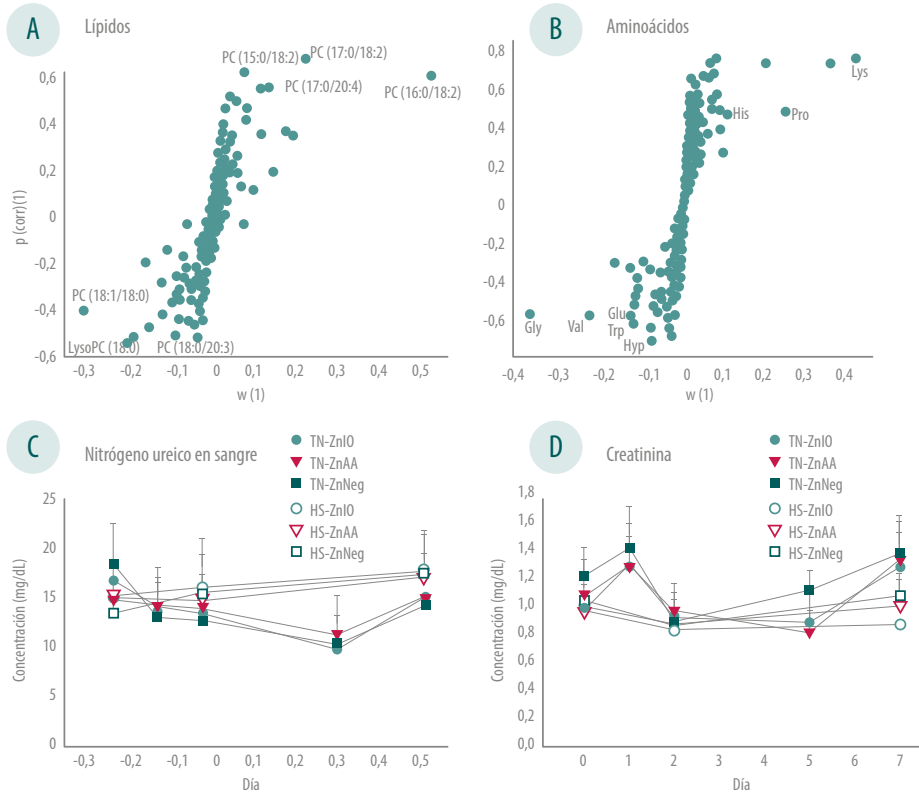 A
Lípidos
PC (15:0/18:2)
PC (17:0/18:2)
PC (17:0/20:4)
PC (16:0/18:2)
PC (18:1/18:0)
LysoPC (18:0)
PC (18:0/20:3)
p (corr)(1)
0,6
0,4
0,2
0
-0,2
-0,4
-0,6
-0,3 -0,2 -0,1 0 0,1 0,2 0,3 0,4 0,5
w (1)
B
Aminoácidos
Lys
His
Pro
Gly
Val
Glu
Trp
Hyp
0,8
0,6
0,4
0,2
0
-0,2
-0,4
-0,6
-0,4 -0,3 -0,2 -0,1 0 0,1 0,2 0,3 0,4
w (1)
C
Nitrógeno ureico en sangre
TN-ZnIO
TN-ZnAA
TN-ZnNeg
HS-ZnIO
HS-ZnAA
HS-ZnNeg
Concentración (mg/dL)
25
20
15
10
5
0
-0,3 -0,2 -0,1 0 0,1 0,2 0,3 0,4 0,5
Día
D
Creatinina
TN-ZnIO
TN-ZnAA
TN-ZnNeg
HS-ZnIO
HS-ZnAA
HS-ZnNeg
Concentración (mg/dL)
1,8
1,6
1,4
1,2
1,0
0,8
0,6
0,4
0,2
0,0
0 1 2 3 4 5 6 7
Día